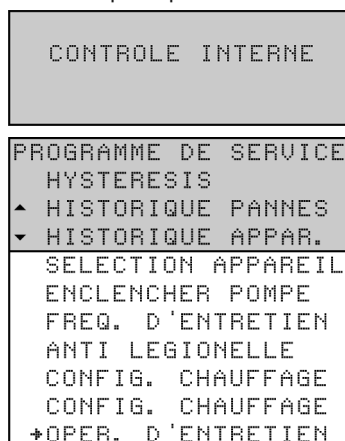 CONTROLE INTERNE
PROGRAMME DE SERVICE
HYSTERESIS
HISTORIQUE PANNES
HISTORIQUE APPAR.
SELECTION APPAREIL
ENCLENCHER POMPE
FREQ. D'ENTRETIEN
ANTI LEGIONELLE
CONFIG. CHAUFFAGE
CONFIG. CHAUFFAGE
OPER. D'ENTRETIEN